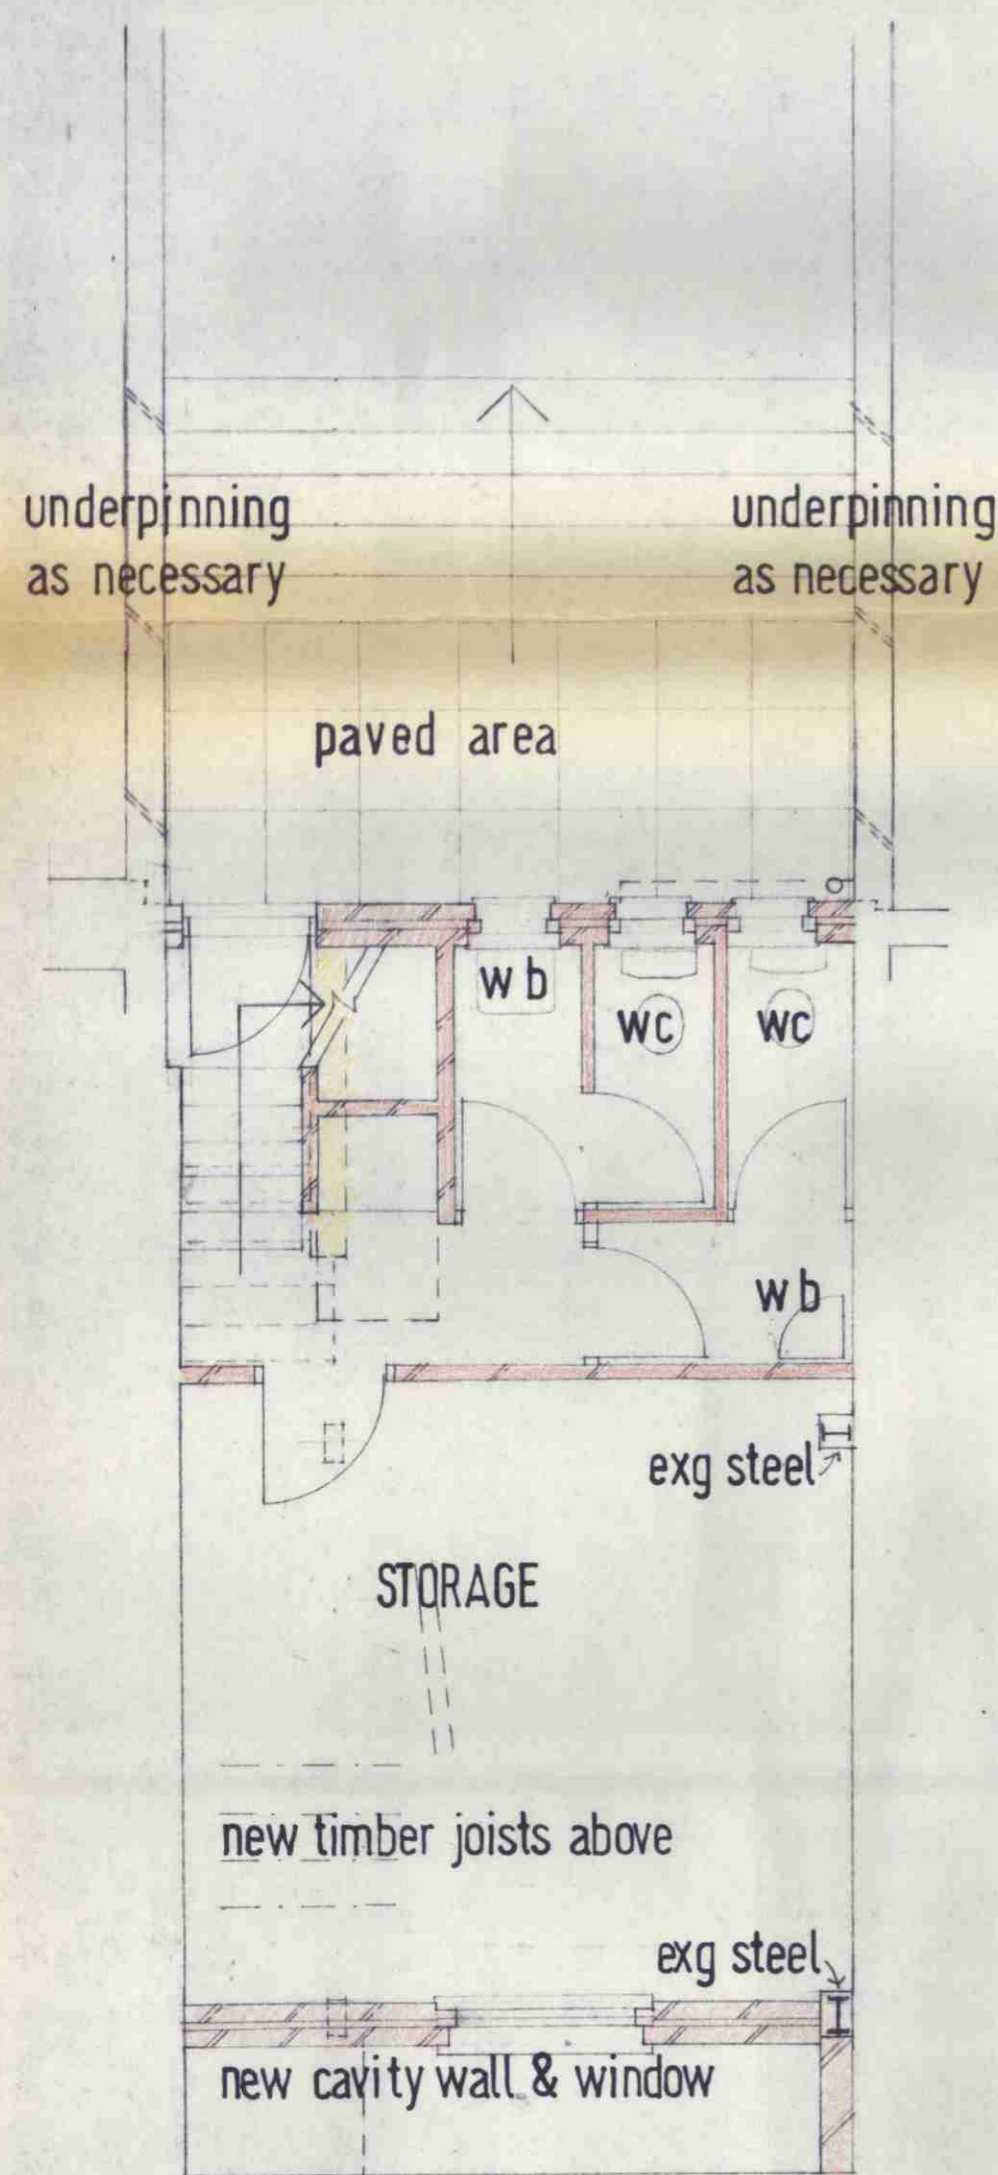 underpinning
as necessary
underpinning
as necessary
paved area
wb
wc
wc
wb
exg steel
STORAGE
new timber joists above
exg steel
new cavity wall & window